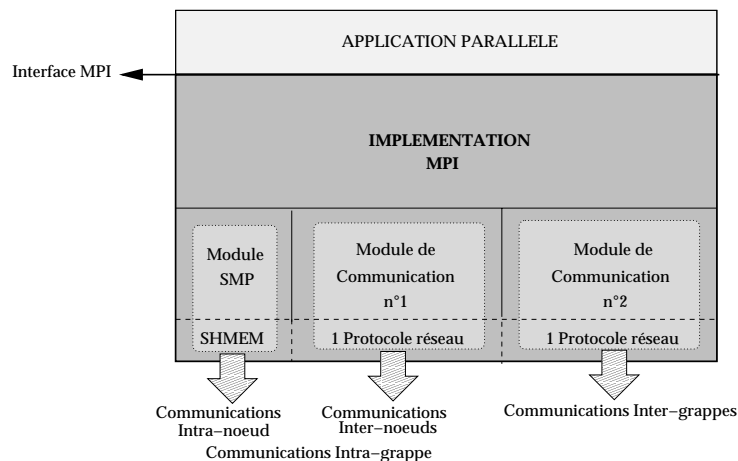 APPLICATION PARALLELE
Interface MPI
IMPLEMENTATION
MPI
Module
SMP
SHMEM
Module de
Communication
n°1
1 Protocole réseau
Module de
Communication
n°2
1 Protocole réseau
Communications
Intra−noeud
Communications
Inter−noeuds
Communications Intra−grappe
Communications Inter−grappes